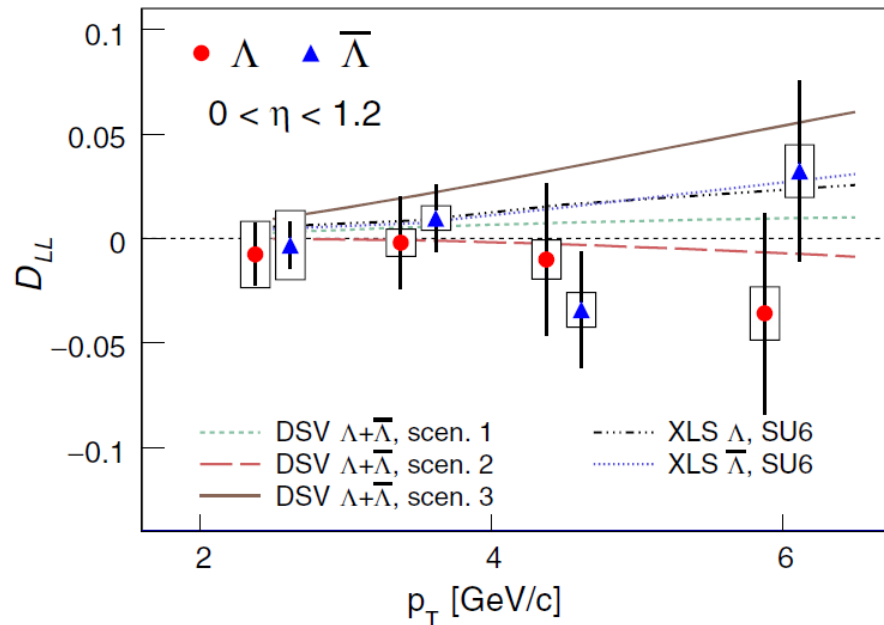 0.1
Λ Λ̅
0 < η < 1.2
0.05
0
−0.05
−0.1
D_LL
DSV Λ+Λ̅, scen. 1
DSV Λ+Λ̅, scen. 2
DSV Λ+Λ̅, scen. 3
XLS Λ, SU6
XLS Λ̅, SU6
2 4 6
p_T [GeV/c]